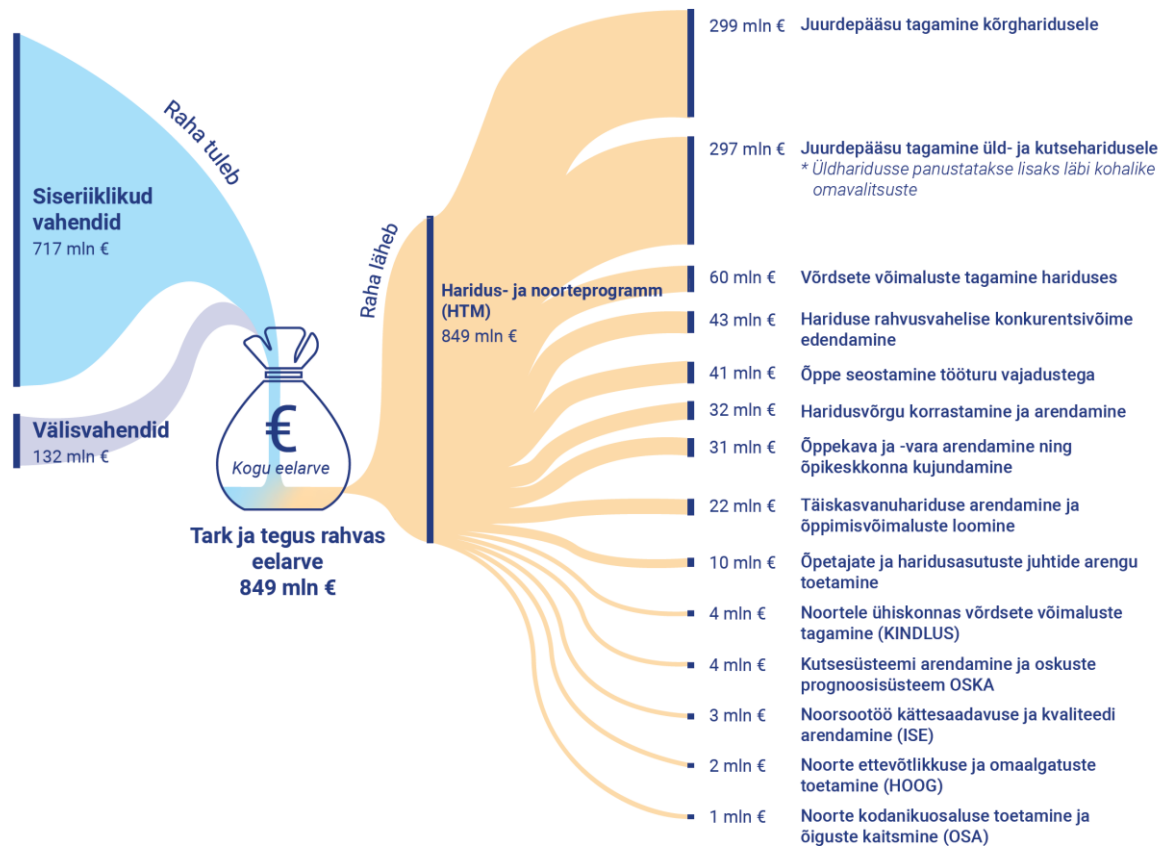 Raha tuleb
Siseriiklikud
vahendid
717 mln €
Välisvahendid
132 mln €
€
Kogu eelarve
Tark ja tegus rahvas
eelarve
849 mln €
Raha läheb
Haridus- ja noorteprogramm
(HTM)
849 mln €
299 mln € Juurdepääsu tagamine kõrgharidusele
297 mln € Juurdepääsu tagamine üld- ja kutseharidusele
* Üldharidusse panustatakse lisaks läbi kohalike
omavalitsuste
60 mln € Võrdsete võimaluste tagamine hariduses
43 mln € Hariduse rahvusvahelise konkurentsivõime
edendamine
41 mln € Õppe seostamine tööturu vajadustega
32 mln € Haridusvõrgu korrastamine ja arendamine
31 mln € Õppekava ja -vara arendamine ning
õpikeskkonna kujundamine
22 mln € Täiskasvanuhariduse arendamine ja
õppimisvõimaluste loomine
10 mln € Õpetajate ja haridusasutuste juhtide arengu
toetamine
4 mln € Noortele ühiskonnas võrdsete võimaluste
tagamine (KINDLUS)
4 mln € Kutsesüsteemi arendamine ja oskuste
prognoosisüsteem OSKA
3 mln € Noorsootöö kättesaadavuse ja kvaliteedi
arendamine (ISE)
2 mln € Noorte ettevõtlikkuse ja omaalgatuste
toetamine (HOOG)
1 mln € Noorte kodanikuosaluse toetamine ja
õiguste kaitsmine (OSA)